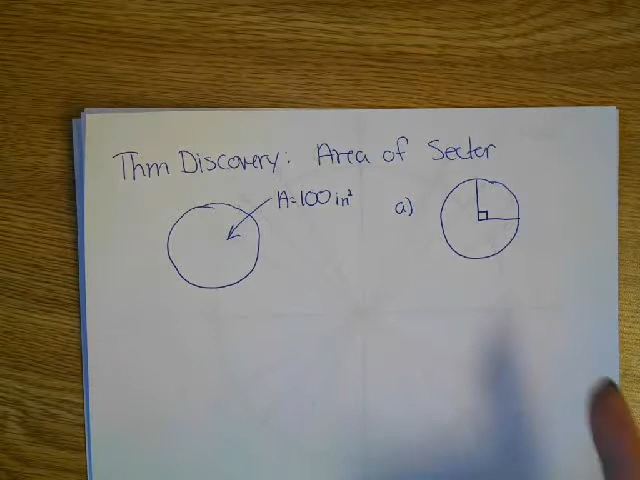 Thm Discovery: Area of Sector
A=100 in²
a)